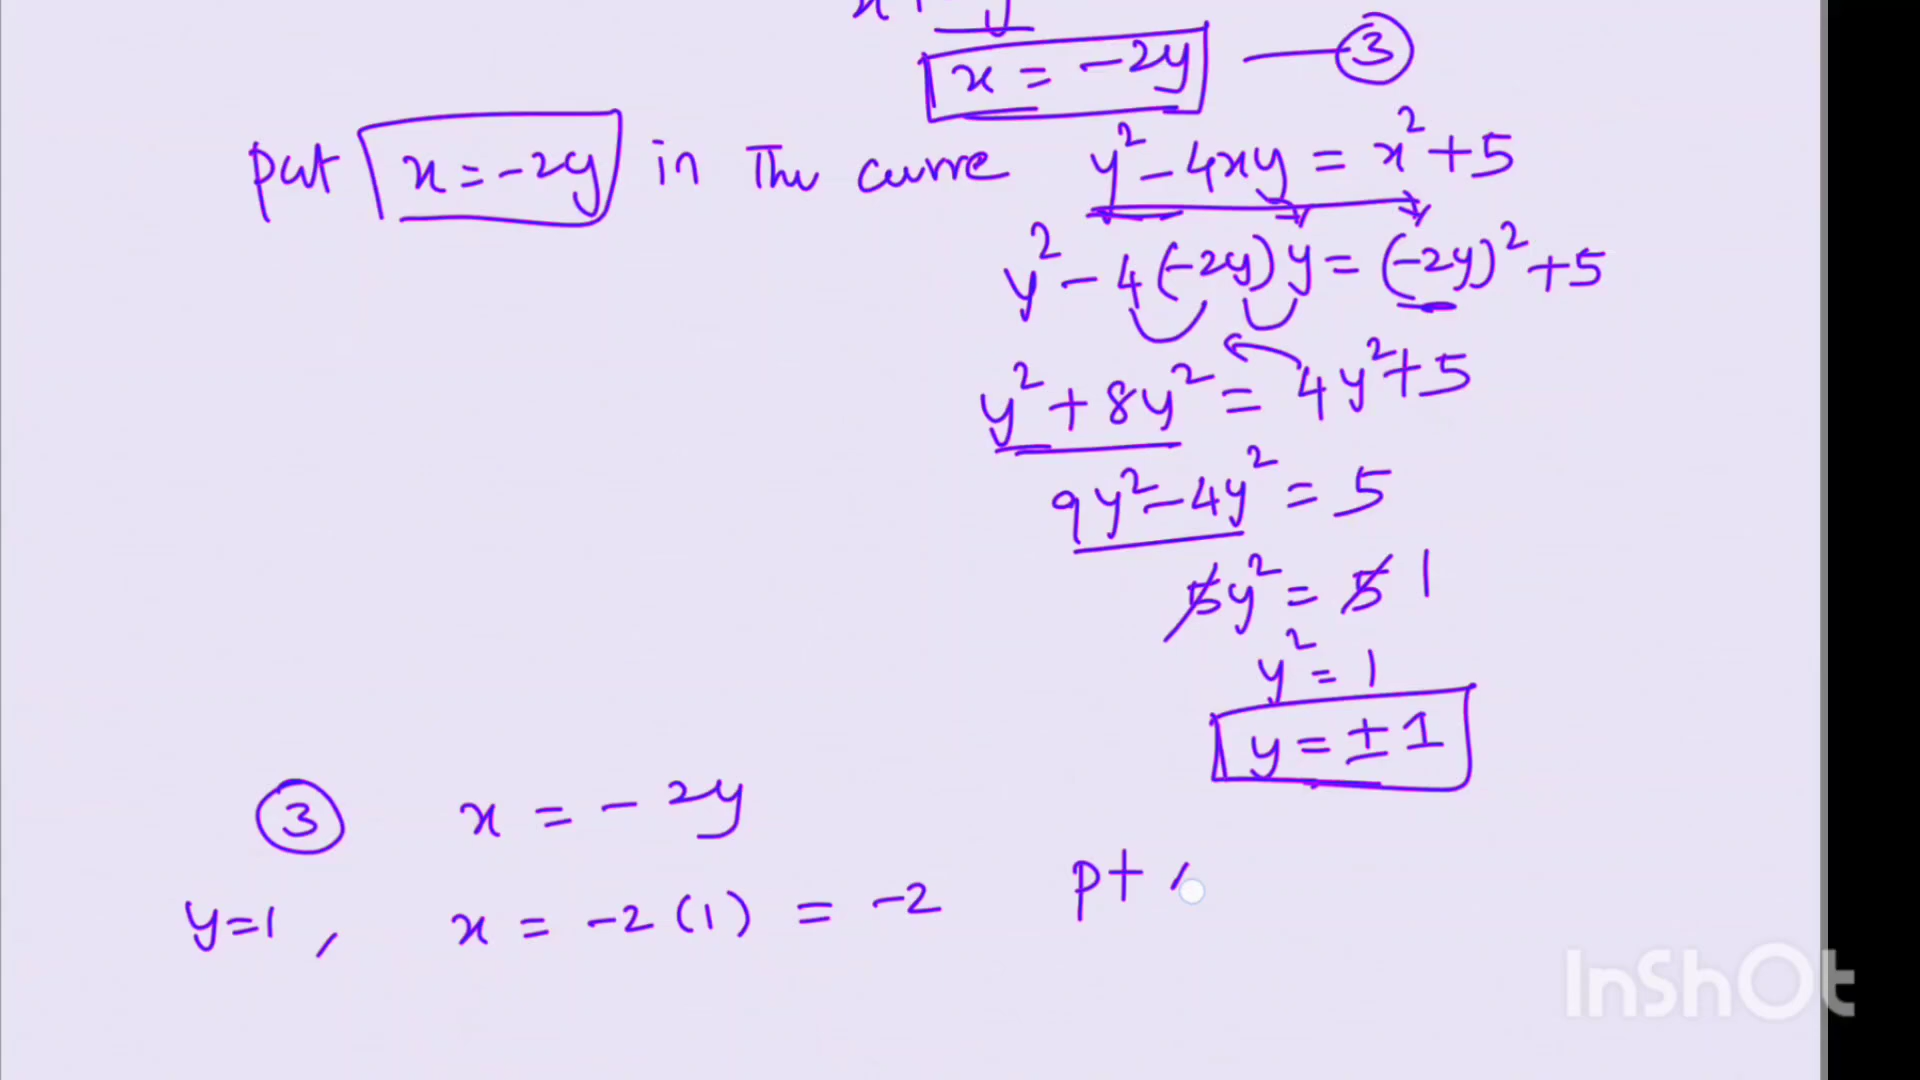 x = -2y — ③
put x = -2y in The curve y² - 4xy = x² + 5
y² - 4(-2y)y = (-2y)² + 5
y² + 8y² = 4y² + 5
9y² - 4y² = 5
5y² = 5 1
y² = 1
y = ± 1
③ x = - 2y
y=1 , x = -2(1) = -2 pt
InShOt